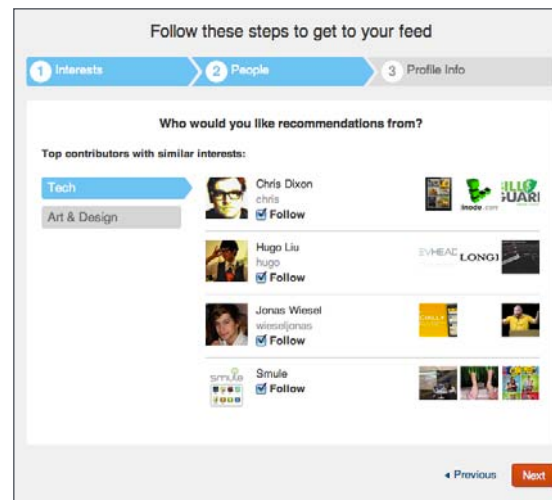 Follow these steps to get to your feed
1 Interests
2 People
3 Profile Info
Who would you like recommendations from?
Top contributors with similar interests:
Tech
Art & Design
Chris Dixon
chris
Follow
Hugo Liu
hugo
Follow
LONGI
Jonas Wiesel
wieseljonas
Follow
smule
Smule
Follow
Previous
Next